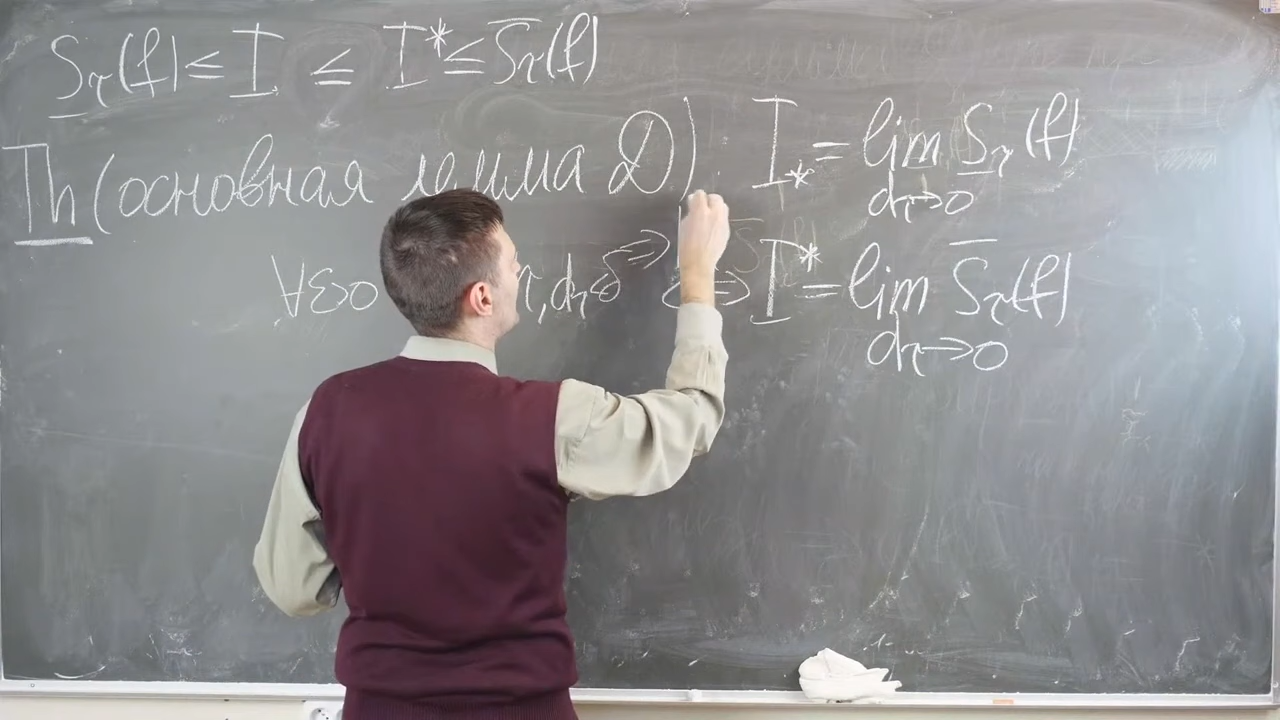 S_τ(f) ≤ I_* ≤ I^* ≤ S̅_τ(f)
Th (основная лемма D) I_* = lim S_τ(f)
d_τ→0
∀ε>0 τ, d_τ<δ ⇒ ⇔ I^* = lim S̅_τ(f)
d_τ→0